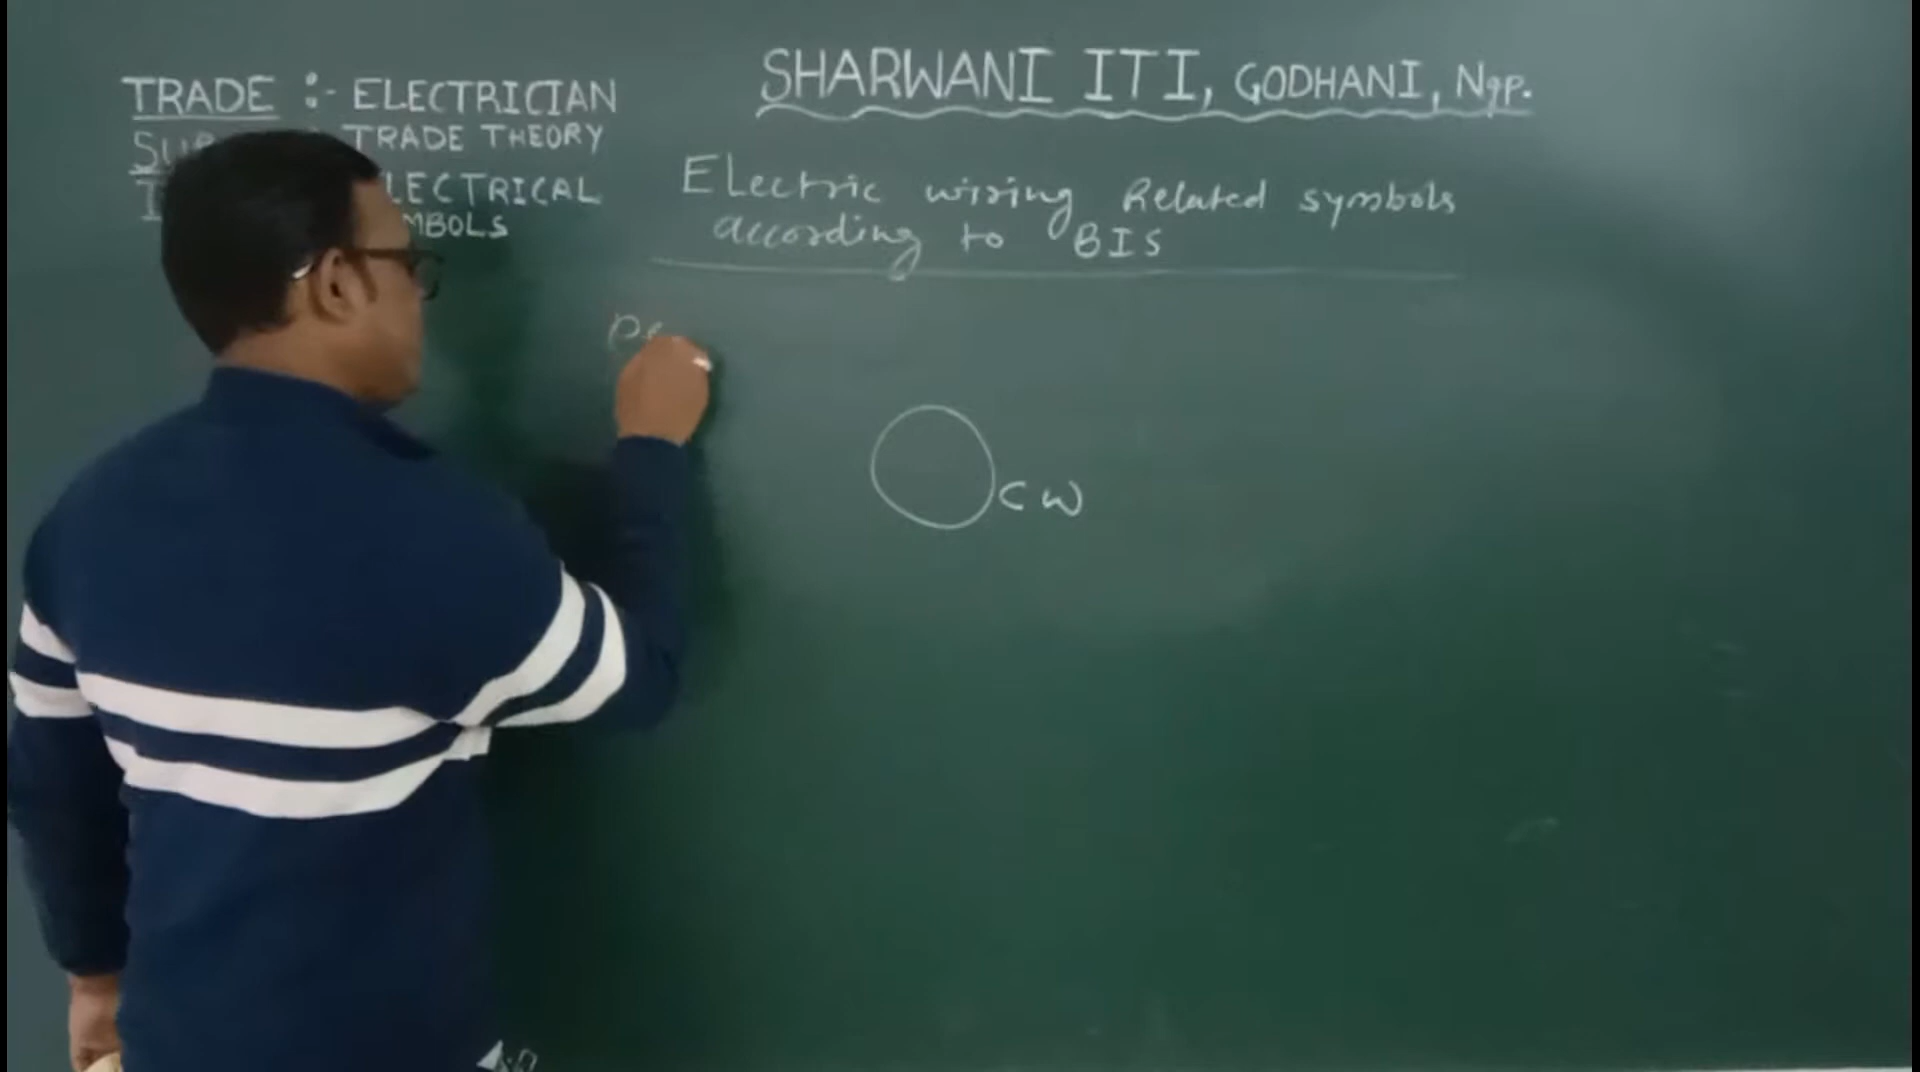 TRADE :- ELECTRICIAN
TRADE THEORY
LECTRICAL
MBOLS
SHARWANI ITI, GODHANI, Ngp.
Electric wiring Related symbols
according to BIS
CW